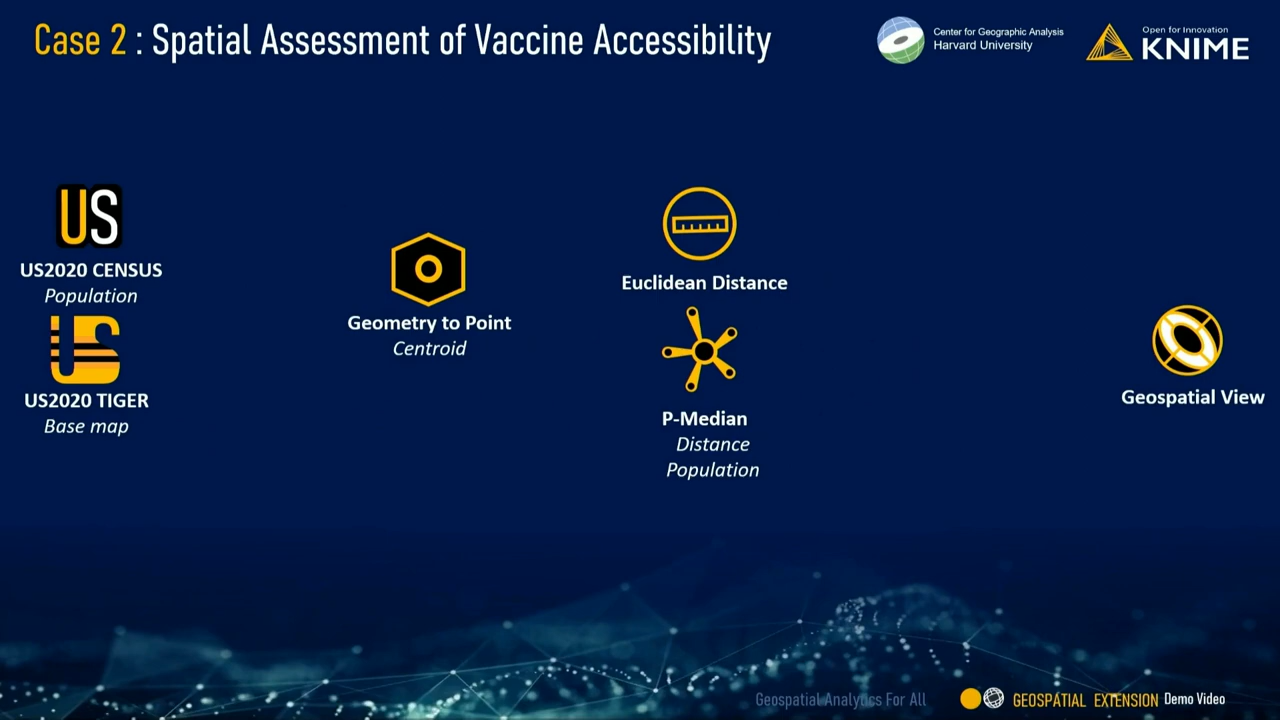 Case 2 : Spatial Assessment of Vaccine Accessibility
Center for Geographic Analysis
Harvard University
Open for Innovation
KNIME
US
US2020 CENSUS
Population
US
US2020 TIGER
Base map
Geometry to Point
Centroid
Euclidean Distance
P-Median
Distance
Population
Geospatial View
Geospatial Analytics For All
GEOSPATIAL EXTENSION Demo Video